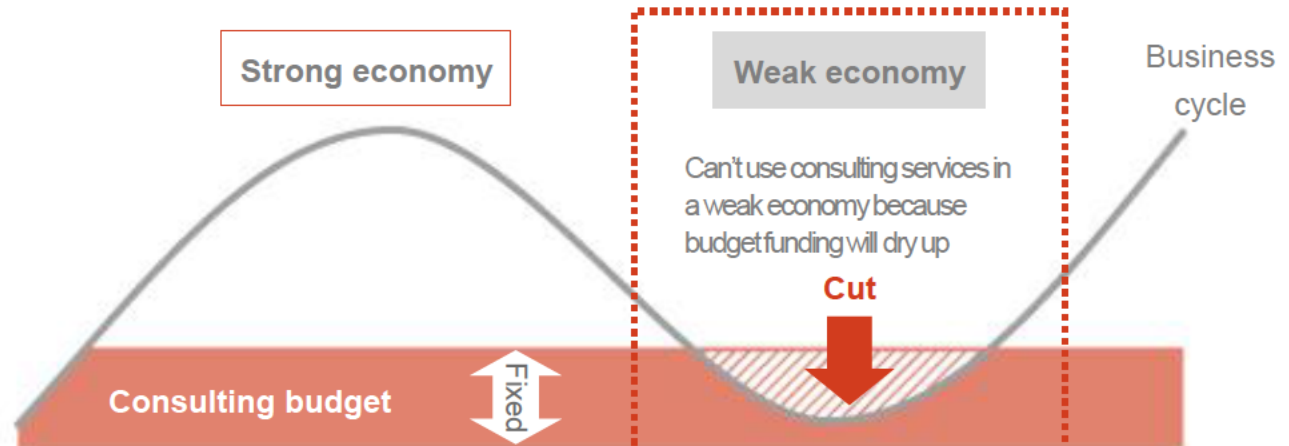 Strong economy
Weak economy
Business
cycle
Can't use consulting services in
a weak economy because
budget funding will dry up
Cut
Consulting budget
Fixed